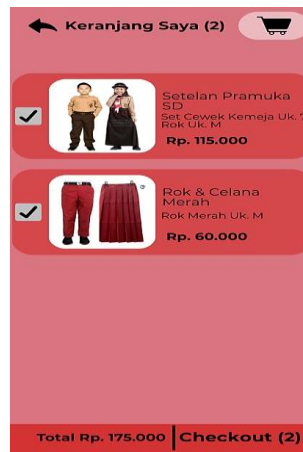 Keranjang Saya (2)
Setelan Pramuka
SD
Set Cewek Kemeja Uk.
Rok Uk. M
Rp. 115.000
Rok & Celana
Merah
Rok Merah Uk. M
Rp. 60.000
Total Rp. 175.000
Checkout (2)